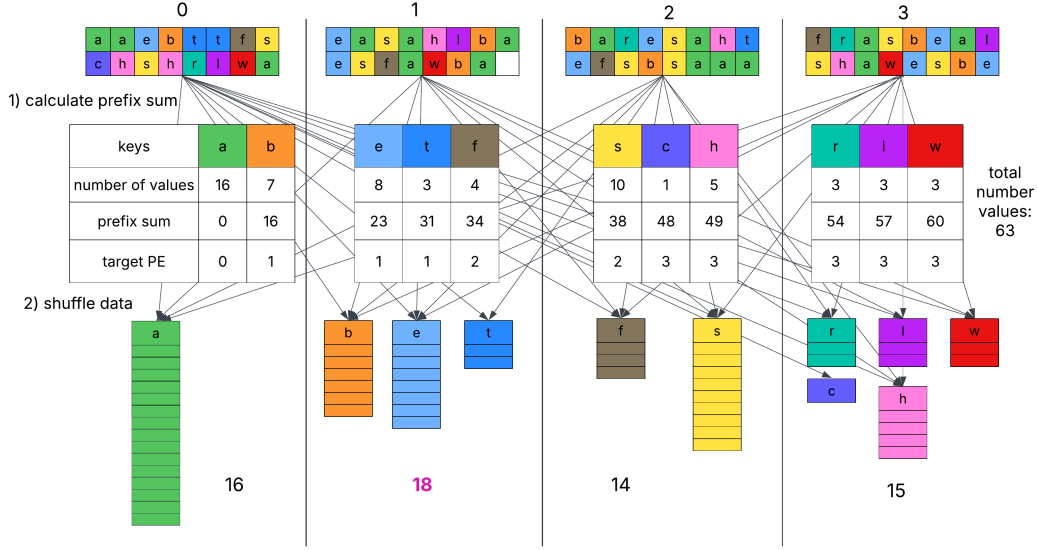 0 1 2 3
a a e b t t f s
c h s h r l w a
e a s a h l b a
e s f a w b a
b a r e s a h t
e f s b s a a a
f r a s b e a l
s h a w e s b e
1) calculate prefix sum
keys a b e t f s c h r l w
number of values 16 7 8 3 4 10 1 5 3 3 3
prefix sum 0 16 23 31 34 38 48 49 54 57 60
target PE 0 1 1 1 2 2 3 3 3 3 3
total
number
values:
63
2) shuffle data
a b e t f s r l w
c h
16 18 14 15